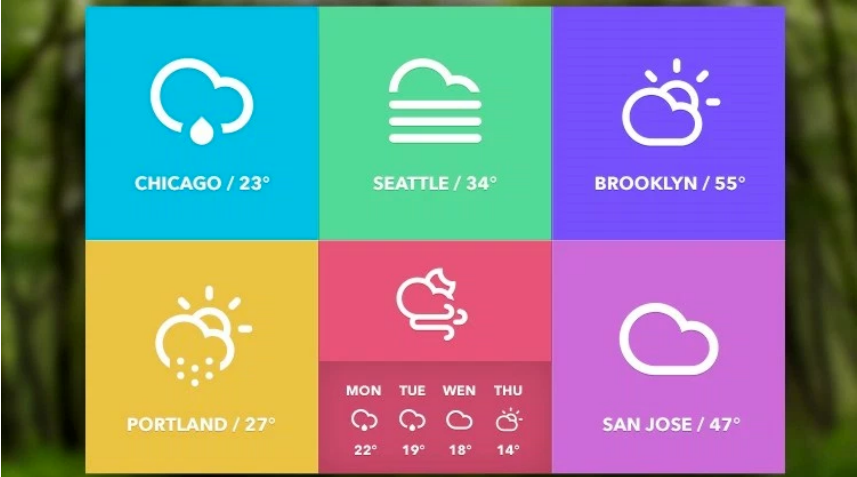 CHICAGO / 23°
SEATTLE / 34°
BROOKLYN / 55°
PORTLAND / 27°
MON TUE WEN THU
22° 19° 18° 14°
SAN JOSE / 47°